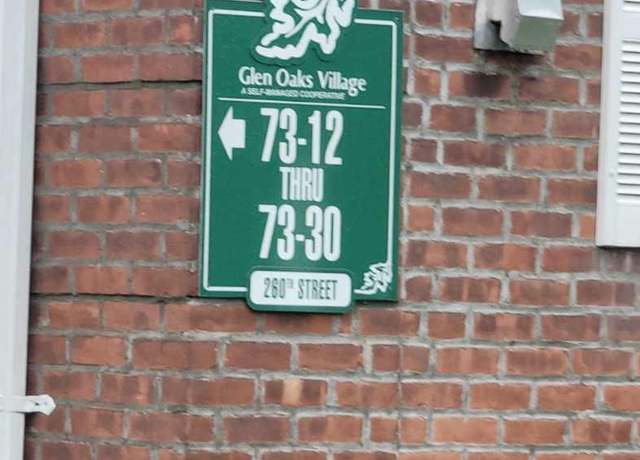 Glen Oaks Village
A SELF-MANAGED COOPERATIVE
73-12
THRU
73-30
260TH STREET